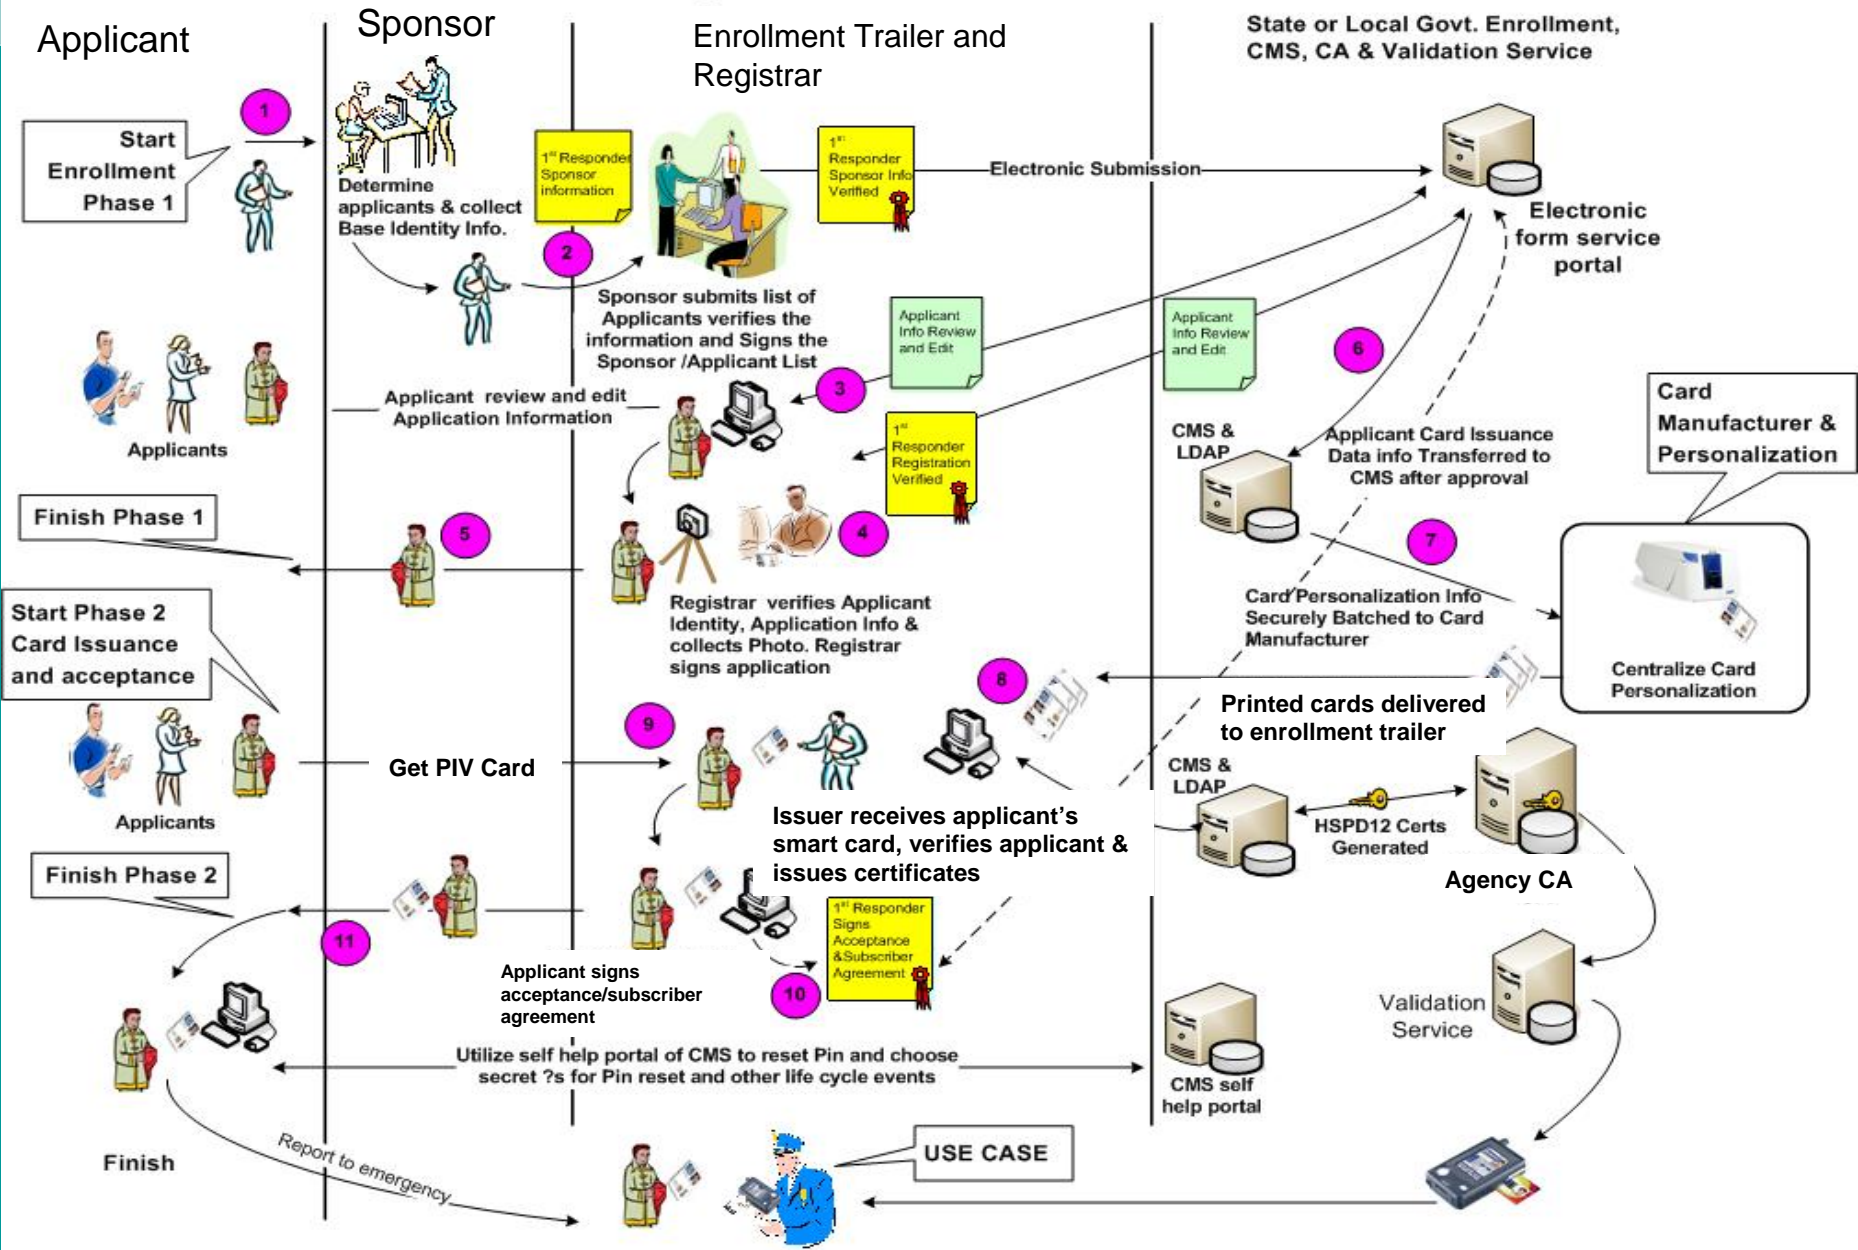 Applicant
Sponsor
Enrollment Trailer and
Registrar
State or Local Govt. Enrollment,
CMS, CA & Validation Service
1
Start
Enrollment
Phase 1
Determine
applicants & collect
Base Identity Info.
1st Responder
Sponsor
information
2
1st
Responder
Sponsor Info
Verified
Electronic Submission
Electronic
form service
portal
Sponsor submits list of
Applicants verifies the
information and Signs the
Sponsor /Applicant List
Applicant
Info Review
and Edit
Applicant
Info Review
and Edit
6
3
Applicants
Applicant review and edit
Application Information
1st
Responder
Registration
Verified
CMS &
LDAP
Applicant Card Issuance
Data info Transferred to
CMS after approval
Card
Manufacturer &
Personalization
Finish Phase 1
5
4
7
Registrar verifies Applicant
Identity, Application Info &
collects Photo. Registrar
signs application
Card Personalization Info
Securely Batched to Card
Manufacturer
Centralize Card
Personalization
Start Phase 2
Card Issuance
and acceptance
8
Printed cards delivered
to enrollment trailer
9
Applicants
Get PIV Card
CMS &
LDAP
HSPD12 Certs
Generated
Agency CA
Issuer receives applicant's
smart card, verifies applicant &
issues certificates
Finish Phase 2
11
1st Responder
Signs
Acceptance
&Subscriber
Agreement
10
Applicant signs
acceptance/subscriber
agreement
Validation
Service
Utilize self help portal of CMS to reset Pin and choose
secret ?s for Pin reset and other life cycle events
CMS self
help portal
Finish
Report to emergency
USE CASE